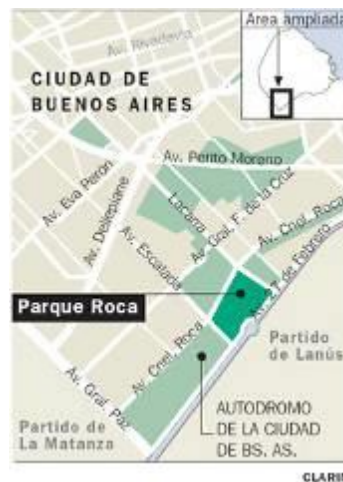 Area ampliada
Av. Rivadavia
CIUDAD DE
BUENOS AIRES
Av. Perito Moreno
Av. Eva Peron
Av. Dellepiane
Lacarra
Av. Gral. F. de la Cruz
Av. Cnel. Roca
Av. Escalada
Av. 27 de Febrero
Parque Roca
Av. Cnel. Roca
Partido
de Lanús
Av. Gral. Paz
Partido de
La Matanza
AUTODROMO
DE LA CIUDAD
DE BS. AS.
CLARIN